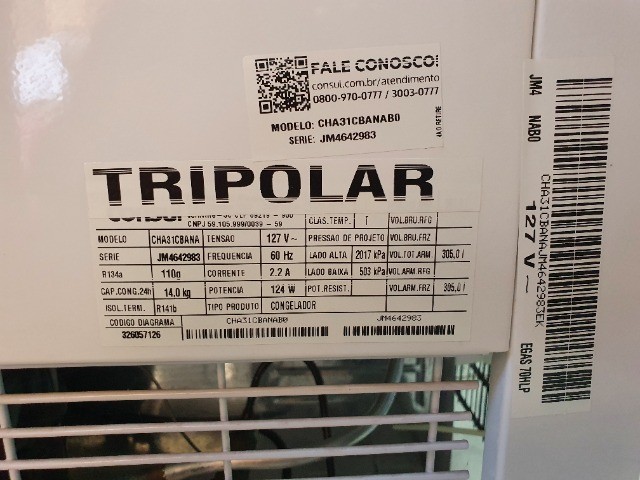 FALE CONOSCO!
consul.com.br/atendimento
0800-970-0777 / 3003-0777
MODELO: CHA31CBANAB0
SERIE: JM4642983
TRIPOLAR
CNPJ 59.105.999/0039 - 59 CLAS.TEMP. T VOL.BRU.RFG
MODELO CHA31CBANA TENSAO 127 V~ PRESSAO DE PROJETO VOL.BRU.FRZ
SERIE JM4642983 FREQUENCIA 60 Hz LADO ALTA 2017 kPa VOL.TOT ARM 305,0 l
R134a 110g CORRENTE 2.2 A LADO BAIXA 503 kPa VOL.ARM.RFG
CAP.CONG.24h 14,0 kg POTENCIA 124 W POT.RESIST. VOL.ARM.FRZ 305,0 l
ISOL.TERM. R141b TIPO PRODUTO CONGELADOR
CODIGO DIAGRAMA CHA31CBANAB0 JM4642983
326057126
JM4 NAB0
CHA31CBANAJM4642983EK
127 V~
EGAS 70HLP